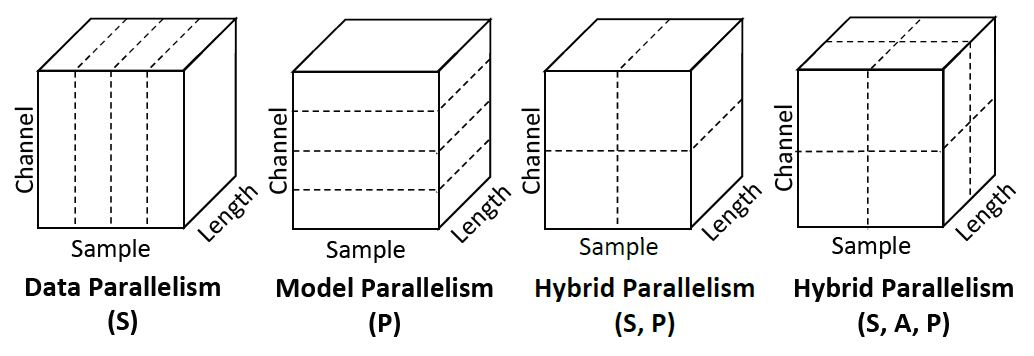 Channel
Length
Sample
Data Parallelism
(S)
Channel
Length
Sample
Model Parallelism
(P)
Channel
Length
Sample
Hybrid Parallelism
(S, P)
Channel
Length
Sample
Hybrid Parallelism
(S, A, P)